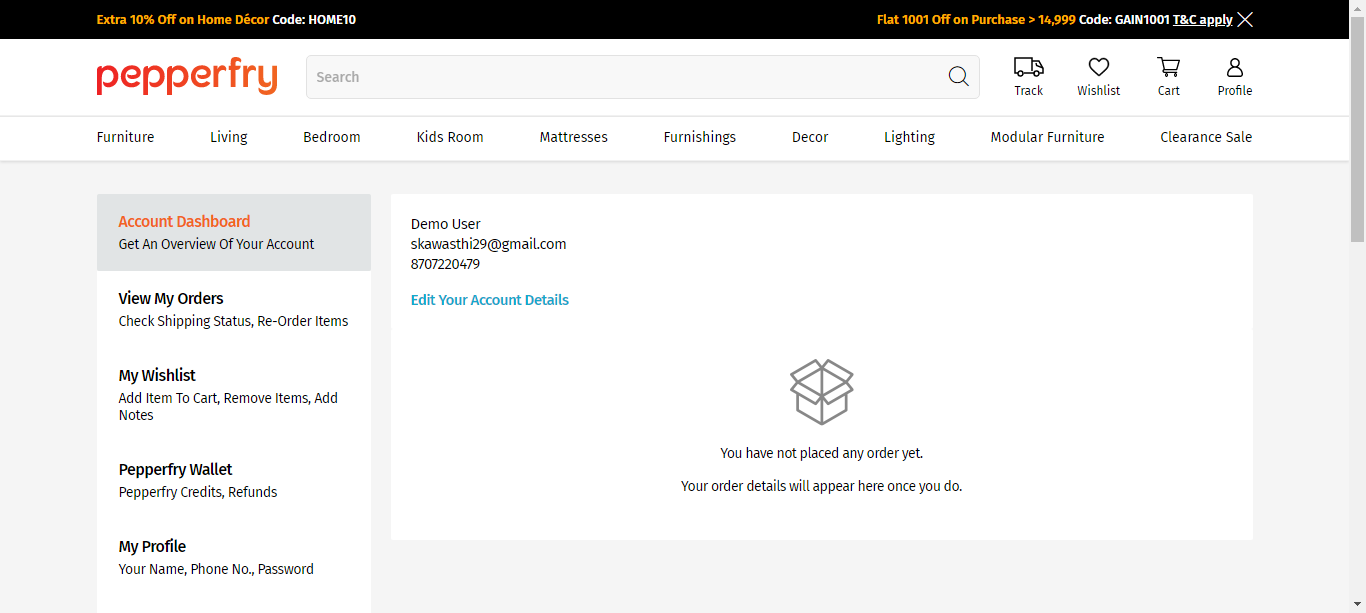 Extra 10% Off on Home Décor Code: HOME10
Flat 1001 Off on Purchase > 14,999 Code: GAIN1001 T&C apply
pepperfry
Search
Track
Wishlist
Cart
Profile
Furniture
Living
Bedroom
Kids Room
Mattresses
Furnishings
Decor
Lighting
Modular Furniture
Clearance Sale
Account Dashboard
Get An Overview Of Your Account
View My Orders
Check Shipping Status, Re-Order Items
My Wishlist
Add Item To Cart, Remove Items, Add
Notes
Pepperfry Wallet
Pepperfry Credits, Refunds
My Profile
Your Name, Phone No., Password
Demo User
skawasthi29@gmail.com
8707220479
Edit Your Account Details
You have not placed any order yet.
Your order details will appear here once you do.